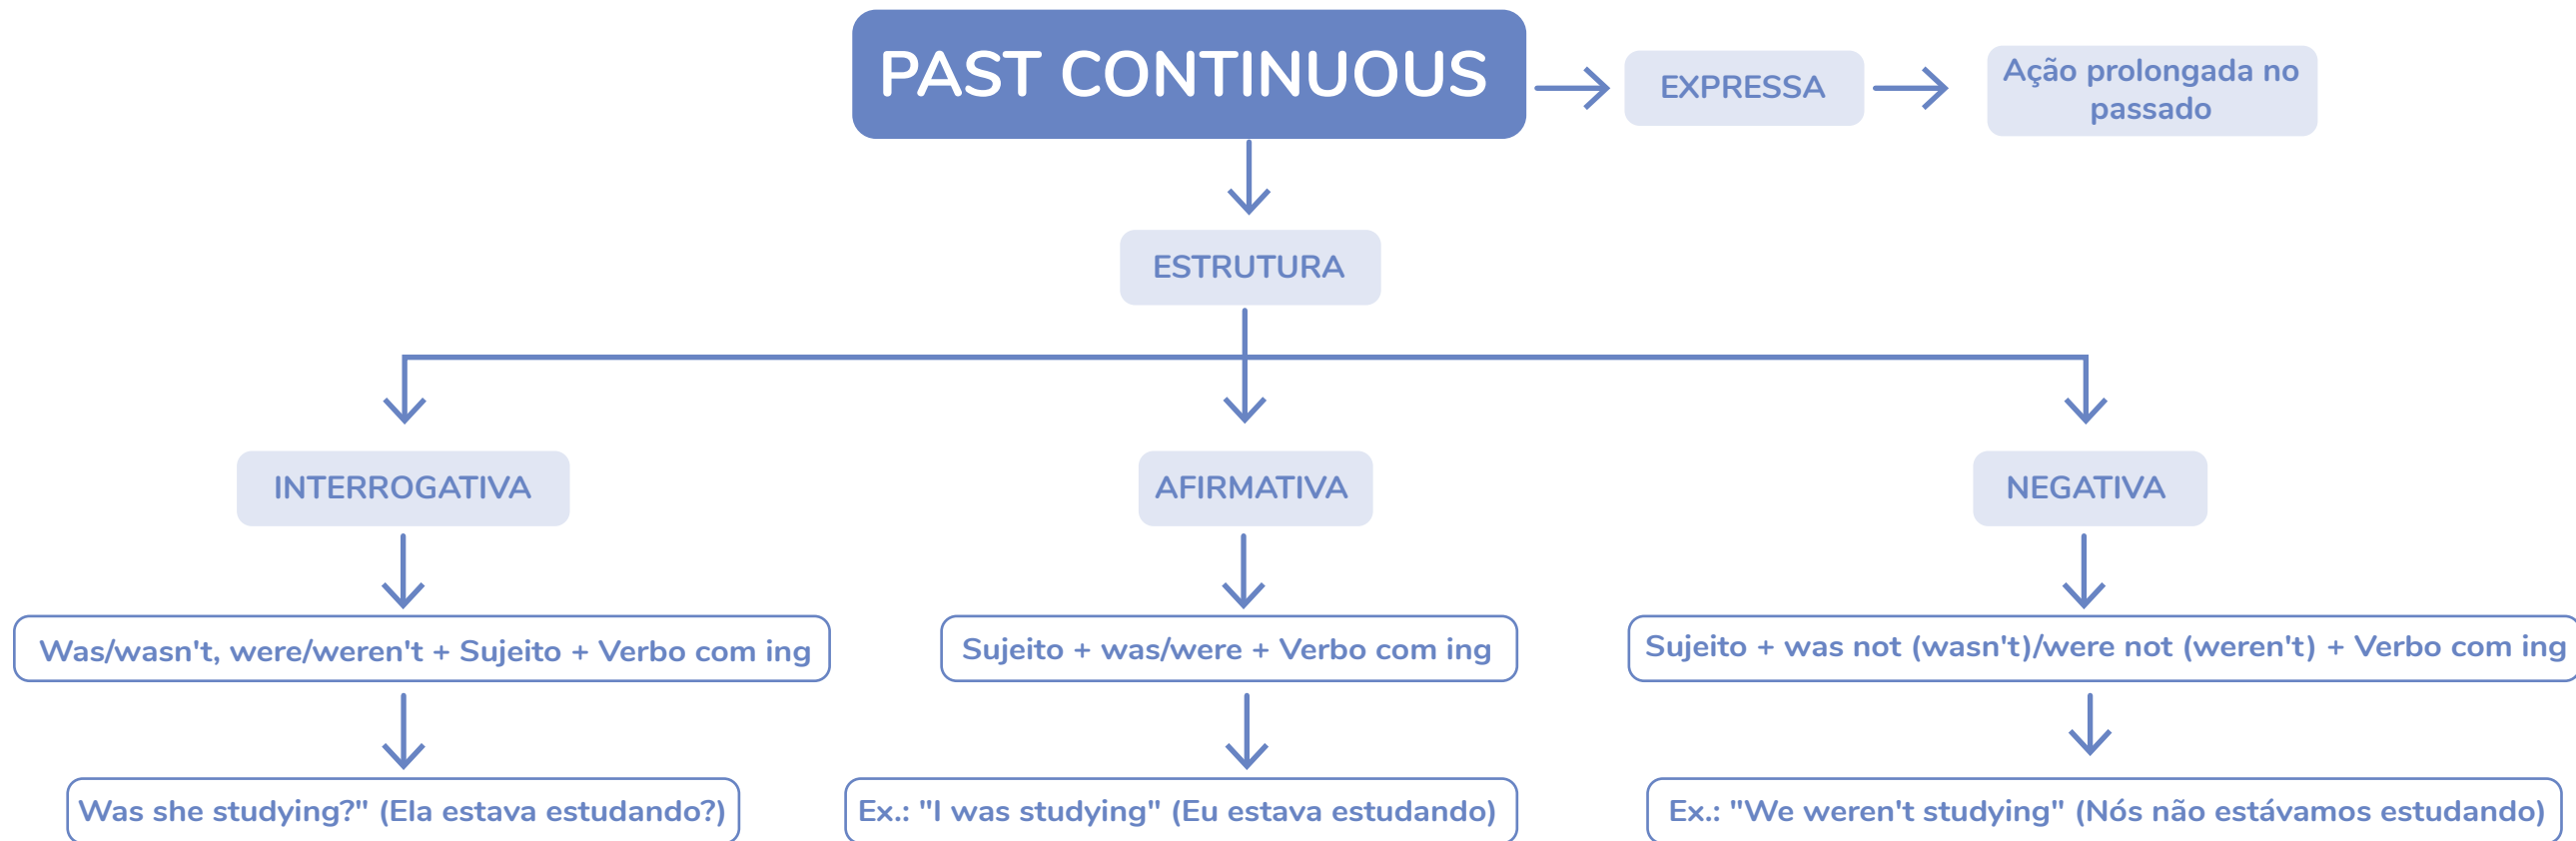 PAST CONTINUOUS
EXPRESSA
Ação prolongada no
passado
ESTRUTURA
INTERROGATIVA
AFIRMATIVA
NEGATIVA
Was/wasn't, were/weren't + Sujeito + Verbo com ing
Sujeito + was/were + Verbo com ing
Sujeito + was not (wasn't)/were not (weren't) + Verbo com ing
Was she studying?" (Ela estava estudando?)
Ex.: "I was studying" (Eu estava estudando)
Ex.: "We weren't studying" (Nós não estávamos estudando)